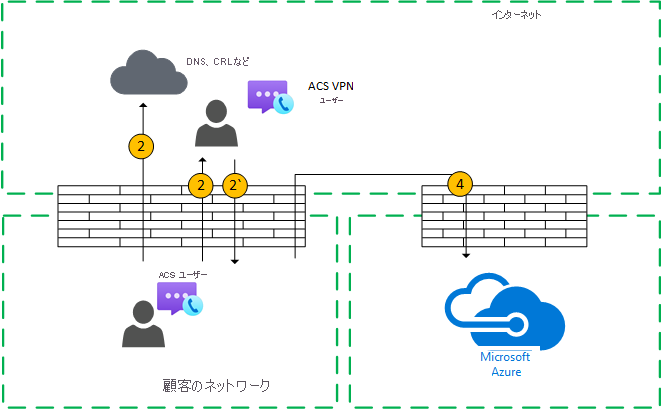 インターネット
DNS、CRLなど
ACS VPN
ユーザー
2
2
2`
4
ACS ユーザー
Microsoft
Azure
顧客のネットワーク